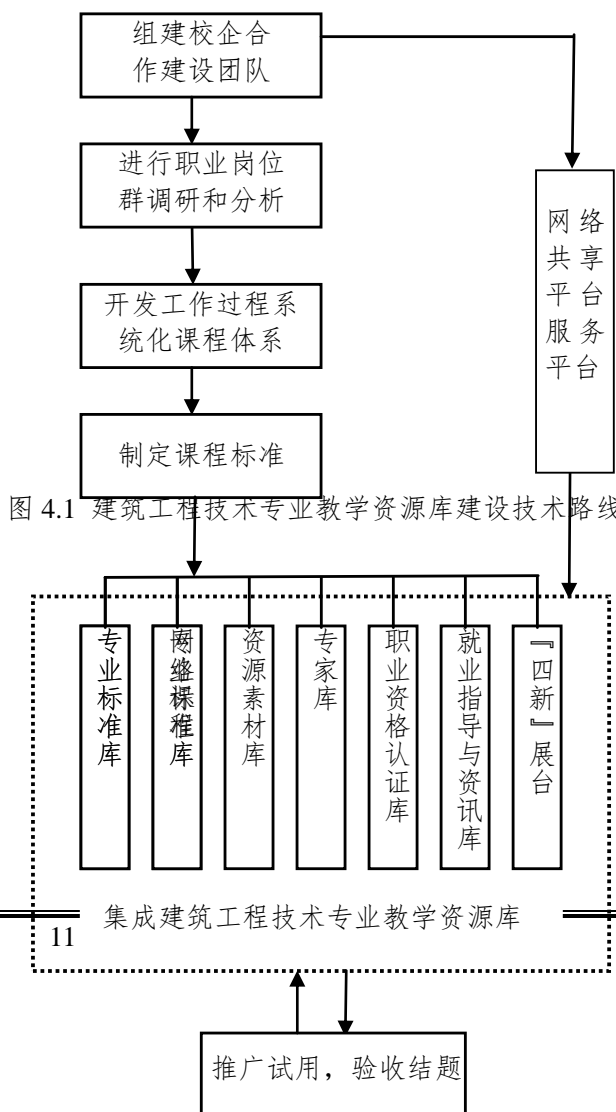 组建校企合
作建设团队
进行职业岗位
群调研和分析
开发工作过程系
统化课程体系
制定课程标准
网络
共享
平台
服务
平台
图 4.1 建筑工程技术专业教学资源库建设技术路线
专业标准库
资源素材库
专家库
职业资格认证库
就业指导与资讯库
『四新』展台
集成建筑工程技术专业教学资源库
11
推广试用，验收结题